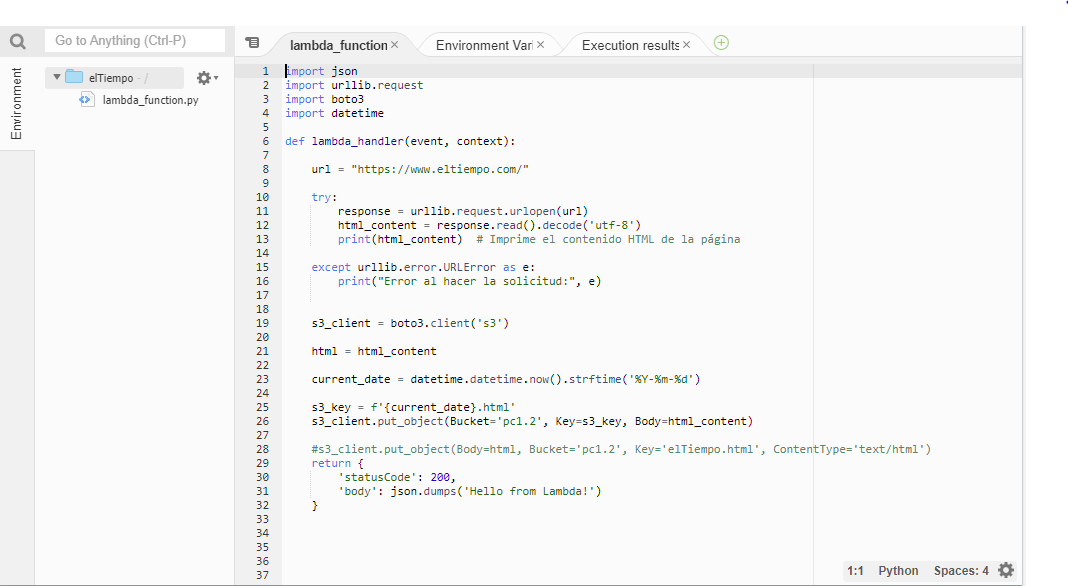 Go to Anything (Ctrl-P)
lambda_function ×
Environment Vari ×
Execution results ×
Environment
elTiempo - /
lambda_function.py
1 import json
2 import urllib.request
3 import boto3
4 import datetime
5
6 def lambda_handler(event, context):
7
8 url = "https://www.eltiempo.com/"
9
10 try:
11 response = urllib.request.urlopen(url)
12 html_content = response.read().decode('utf-8')
13 print(html_content)  # Imprime el contenido HTML de la página
14
15 except urllib.error.URLError as e:
16 print("Error al hacer la solicitud:", e)
17
18
19 s3_client = boto3.client('s3')
20
21 html = html_content
22
23 current_date = datetime.datetime.now().strftime('%Y-%m-%d')
24
25 s3_key = f'{current_date}.html'
26 s3_client.put_object(Bucket='pc1.2', Key=s3_key, Body=html_content)
27
28 #s3_client.put_object(Body=html, Bucket='pc1.2', Key='elTiempo.html', ContentType='text/html')
29 return {
30 'statusCode': 200,
31 'body': json.dumps('Hello from Lambda!')
32 }
33
34
35
36
37
1:1 Python Spaces: 4